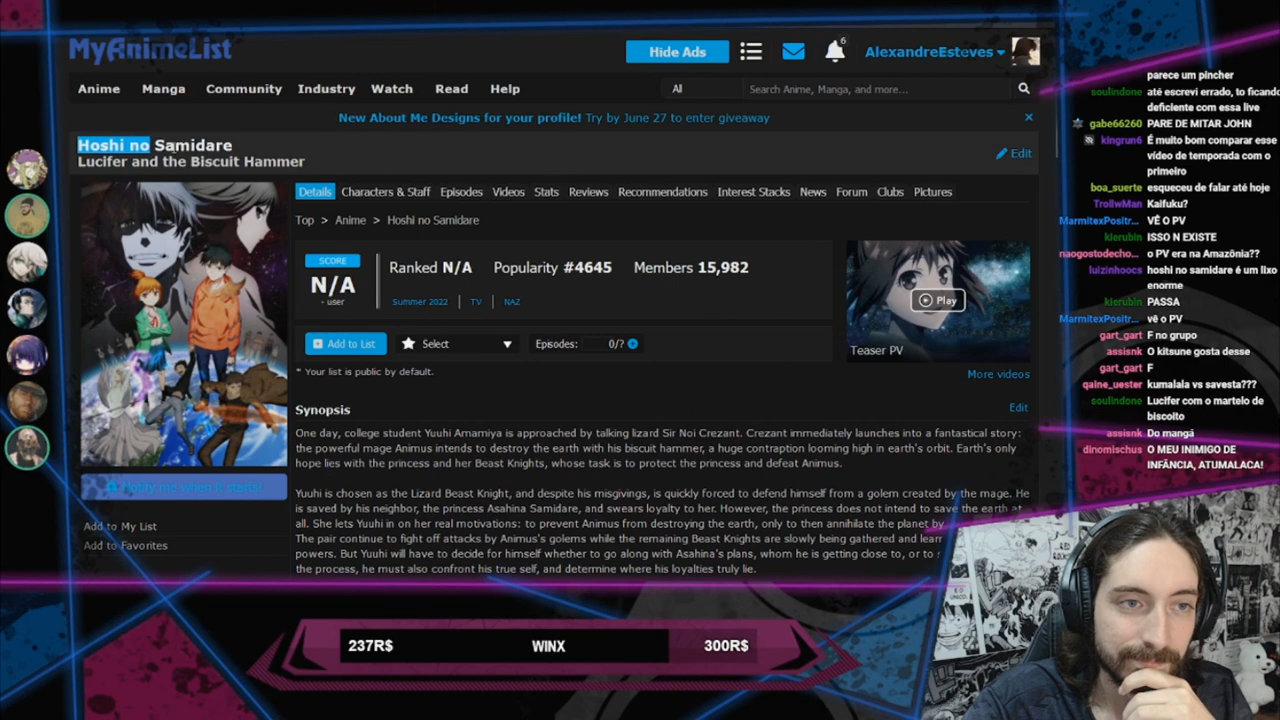 MyAnimeList
Hide Ads
6
AlexandreEsteves
Anime Manga Community Industry Watch Read Help
All
Search Anime, Manga, and more...
New About Me Designs for your profile! Try by June 27 to enter giveaway ×
Hoshi no Samidare
Lucifer and the Biscuit Hammer
Edit
Details Characters & Staff Episodes Videos Stats Reviews Recommendations Interest Stacks News Forum Clubs Pictures
Top > Anime > Hoshi no Samidare
SCORE
N/A
- user
Ranked N/A Popularity #4645 Members 15,982
Summer 2022 | TV | NAZ
Play
Teaser PV
Add to List
Select
Episodes: 0/?
* Your list is public by default.
More videos
Synopsis
Edit
One day, college student Yuuhi Amamiya is approached by talking lizard Sir Noi Crezant. Crezant immediately launches into a fantastical story:
the powerful mage Animus intends to destroy the earth with his biscuit hammer, a huge contraption looming high in earth's orbit. Earth's only
hope lies with the princess and her Beast Knights, whose task is to protect the princess and defeat Animus.
Yuuhi is chosen as the Lizard Beast Knight, and despite his misgivings, is quickly forced to defend himself from a golem created by the mage. He
is saved by his neighbor, the princess Asahina Samidare, and swears loyalty to her. However, the princess does not intend to save the earth at
all. She lets Yuuhi in on her real motivations: to prevent Animus from destroying the earth, only to then annihilate the planet by
The pair continue to fight off attacks by Animus's golems while the remaining Beast Knights are slowly being gathered and lear
powers. But Yuuhi will have to decide for himself whether to go along with Asahina's plans, whom he is getting close to, or to s
the process, he must also confront his true self, and determine where his loyalties truly lie.
Notify me when it starts!
Add to My List
Add to Favorites
237R$ WINX 300R$
parece um pincher
soulindone até escrevi errado, to ficando
deficiente com essa live
gabe66260 PARE DE MITAR JOHN
kingrun6 É muito bom comparar esse
vídeo de temporada com o
primeiro
boa_suerte esqueceu de falar até hoje
TrollwMan Kaifuku?
MarmitexPositr... VÊ O PV
klerubin ISSO N EXISTE
naogostodecho... o PV era na Amazônia??
luizinhoocs hoshi no samidare é um lixo
enorme
klerubin PASSA
MarmitexPositr... vê o PV
gart_gart F no grupo
assisnk O kitsune gosta desse
gart_gart F
qaine_uester kumalala vs savesta???
soulindone Lucifer com o martelo de
biscoito
assisnk Do mangá
dinomischus O MEU INIMIGO DE
INFÂNCIA, ATUMALACA!